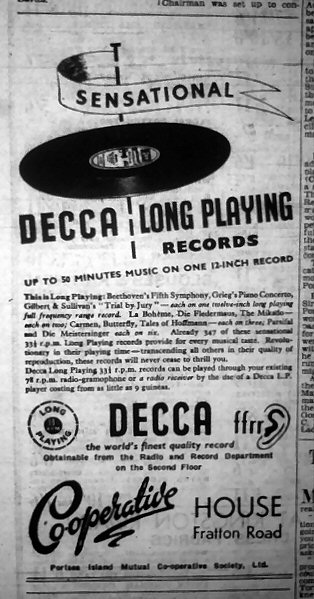 Chairman was set up to con-
SENSATIONAL
DECCA LONG PLAYING
RECORDS
UP TO 50 MINUTES MUSIC ON ONE 12-INCH RECORD
This is Long Playing: Beethoven's Fifth Symphony, Grieg's Piano Concerto,
Gilbert & Sullivan's "Trial by Jury"—each on one twelve-inch long playing
full frequency range record. La Bohème, Die Fledermaus, The Mikado—
each on two; Carmen, Butterfly, Tales of Hoffmann—each on three; Parsifal
and Die Meistersinger each on six. Already 347 of these sensational
33⅓ r.p.m. Long Playing records provide for every musical taste. Revolu-
tionary in their playing time—transcending all others in their quality of
reproduction, these records will never cease to thrill you.
Decca Long Playing 33⅓ r.p.m. records can be played through your existing
78 r.p.m. radio-gramophone or a radio receiver by the use of a Decca L.P.
player costing from as little as 9 guineas.
LONG
PLAYING
DECCA ffrr
the world's finest quality record
Obtainable from the Radio and Record Department
on the Second Floor
Co-operative HOUSE
Fratton Road
Portsea Island Mutual Co-operative Society, Ltd.